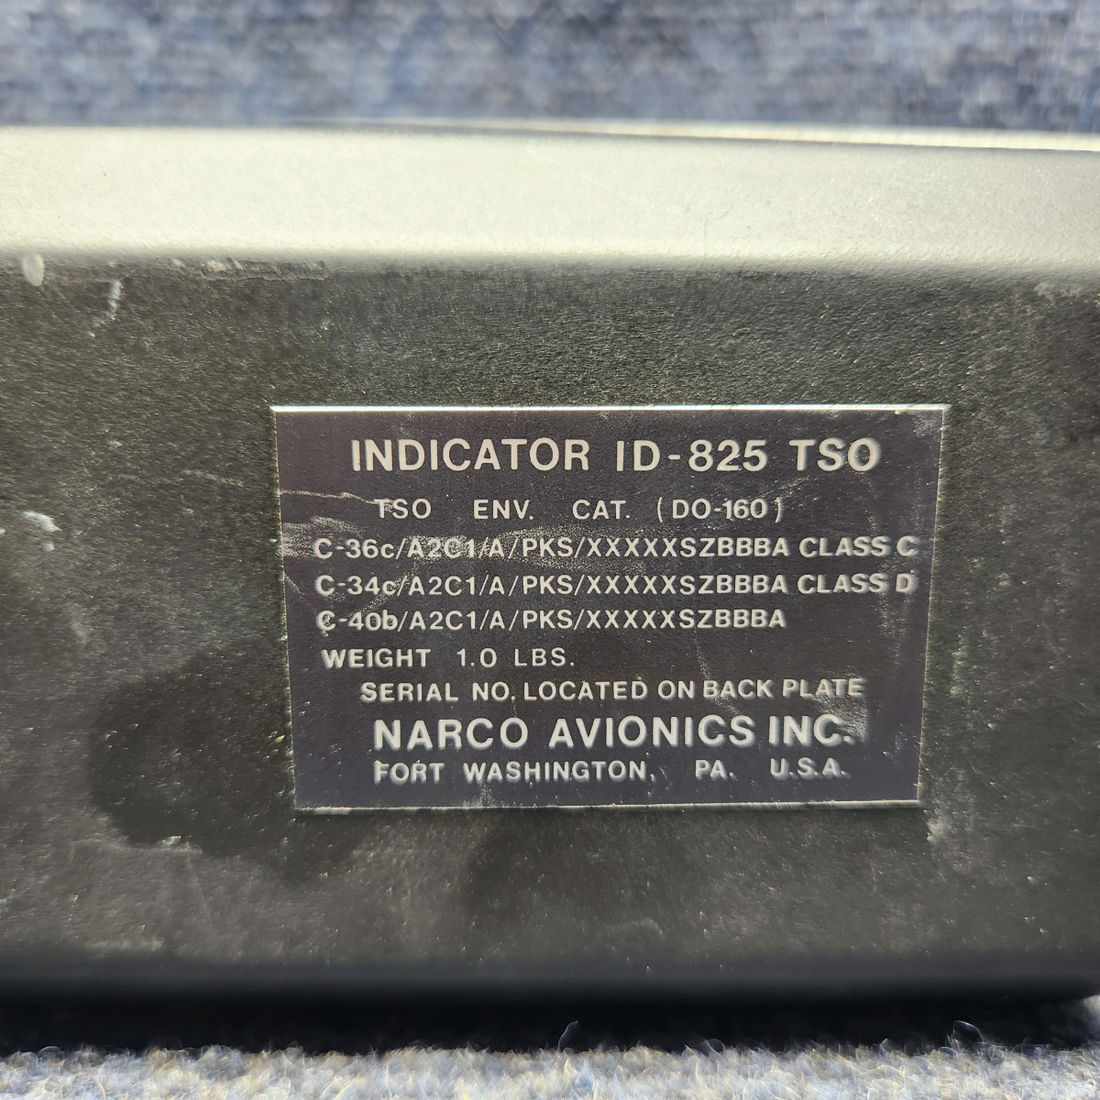 INDICATOR ID-825 TSO
TSO ENV. CAT. (DO-160)
C-36c/A2C1/A/PKS/XXXXXSZBBBA CLASS C
C-34c/A2C1/A/PKS/XXXXXSZBBBA CLASS D
C-40b/A2C1/A/PKS/XXXXXSZBBBA
WEIGHT 1.0 LBS.
SERIAL NO. LOCATED ON BACK PLATE
NARCO AVIONICS INC.
FORT WASHINGTON, PA. U.S.A.